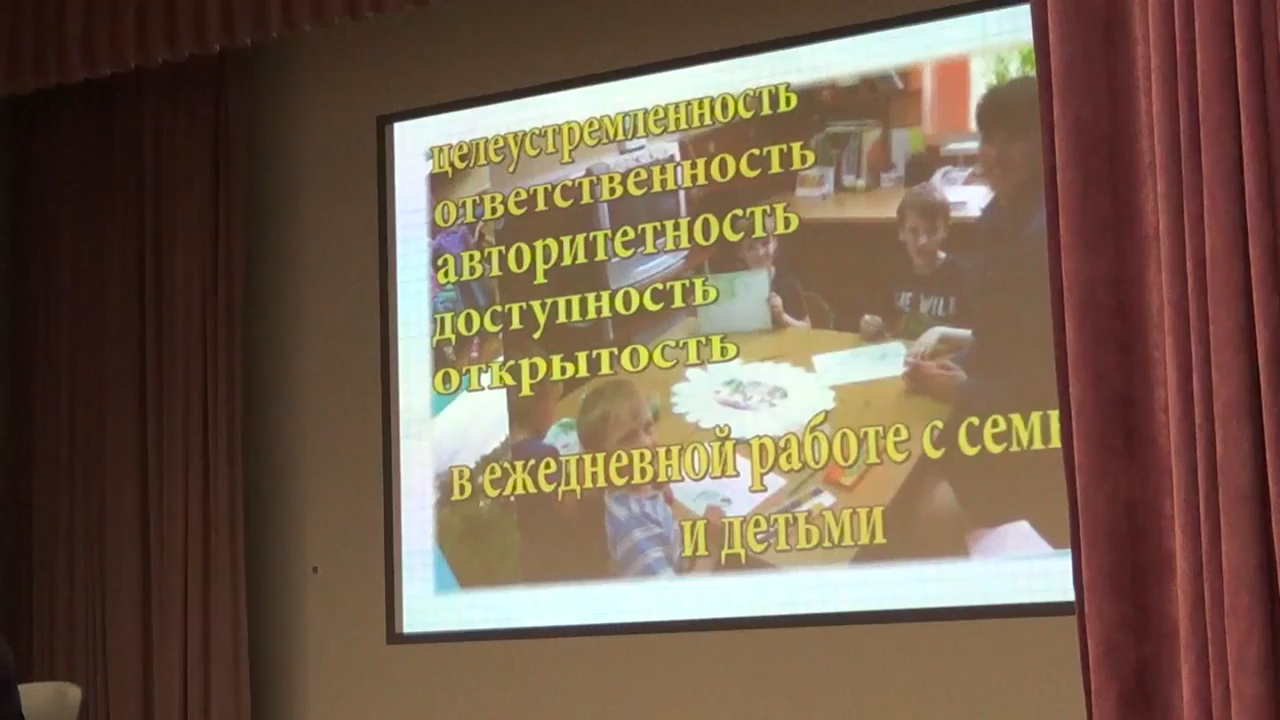 целеустремленность
ответственность
авторитетность
доступность
открытость
в ежедневной работе с
и детьми